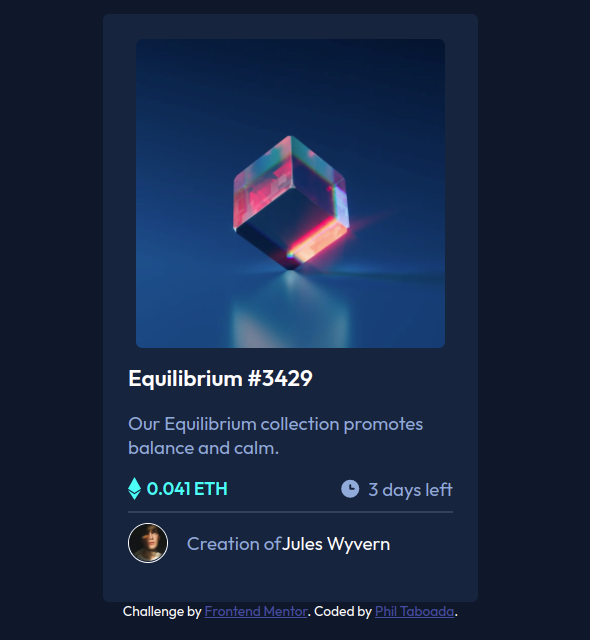 Equilibrium #3429
Our Equilibrium collection promotes
balance and calm.
0.041 ETH 3 days left
Creation ofJules Wyvern
Challenge by Frontend Mentor. Coded by Phil Taboada.